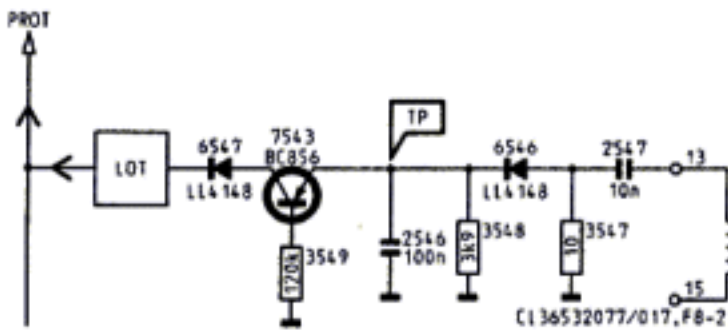 PROT
TP
7543
6547
BC856
6546
2547
13
LOT
LL4148
LL4148
10n
2546
3548
3547
100n
3k9
10
120k
3549
15
CL36532077/017.F8-2